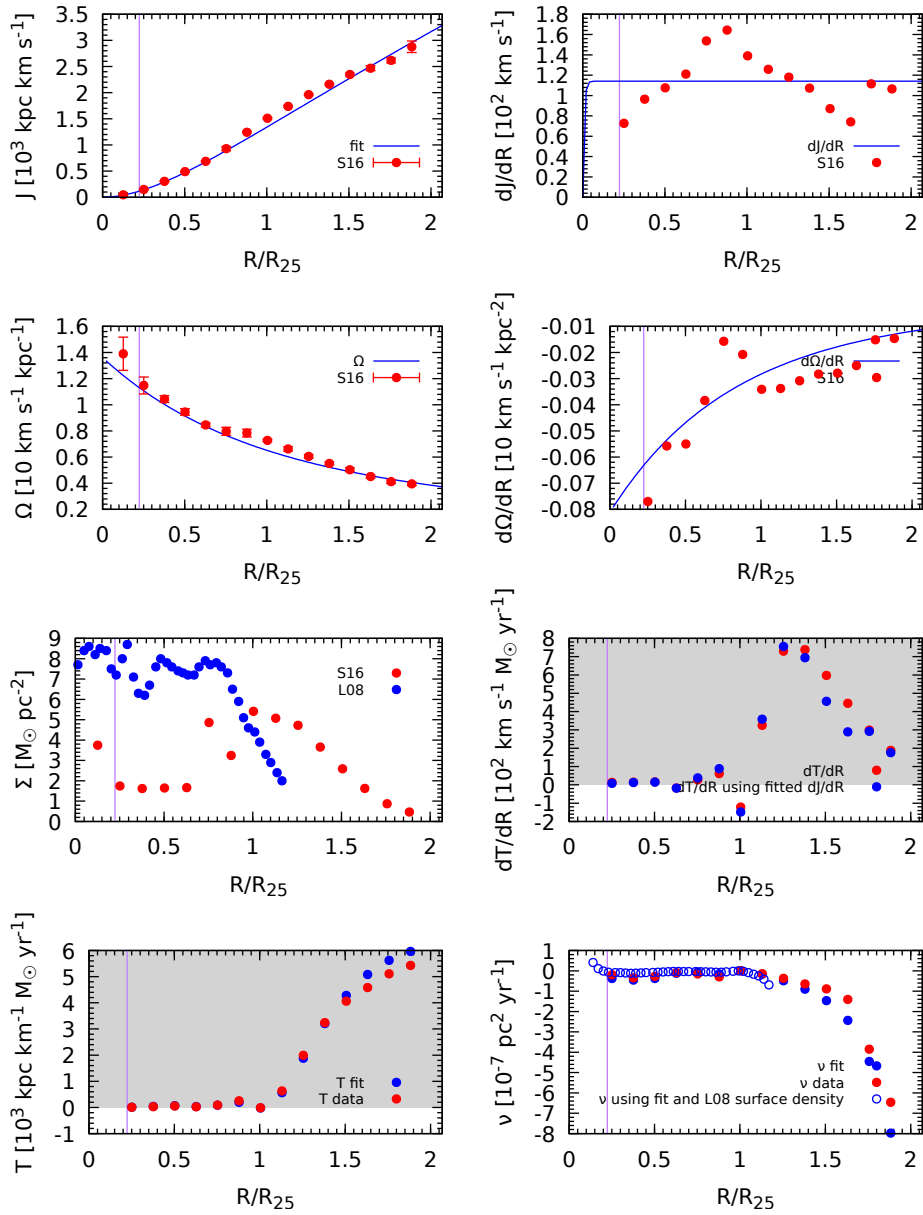 J [10³ kpc km s⁻¹]
3.5
3
2.5
2
1.5
1
0.5
0
fit
S16
0 0.5 1 1.5 2
R/R₂₅
dJ/dR [10² km s⁻¹]
1.8
1.6
1.4
1.2
1
0.8
0.6
0.4
0.2
0
dJ/dR
S16
0 0.5 1 1.5 2
R/R₂₅
Ω [10 km s⁻¹ kpc⁻¹]
1.6
1.4
1.2
1
0.8
0.6
0.4
0.2
Ω
S16
0 0.5 1 1.5 2
R/R₂₅
dΩ/dR [10 km s⁻¹ kpc⁻²]
-0.01
-0.02
-0.03
-0.04
-0.05
-0.06
-0.07
-0.08
dΩ/dR
S16
0 0.5 1 1.5 2
R/R₂₅
Σ [M☉ pc⁻²]
9
8
7
6
5
4
3
2
1
0
S16
L08
0 0.5 1 1.5 2
R/R₂₅
dT/dR [10² km s⁻¹ M☉ yr⁻¹]
8
7
6
5
4
3
2
1
0
-1
-2
dT/dR
dT/dR using fitted dJ/dR
0 0.5 1 1.5 2
R/R₂₅
T [10³ kpc km⁻¹ M☉ yr⁻¹]
6
5
4
3
2
1
0
-1
T fit
T data
0 0.5 1 1.5 2
R/R₂₅
ν [10⁻⁷ pc² yr⁻¹]
1
0
-1
-2
-3
-4
-5
-6
-7
-8
ν fit
ν data
ν using fit and L08 surface density
0 0.5 1 1.5 2
R/R₂₅